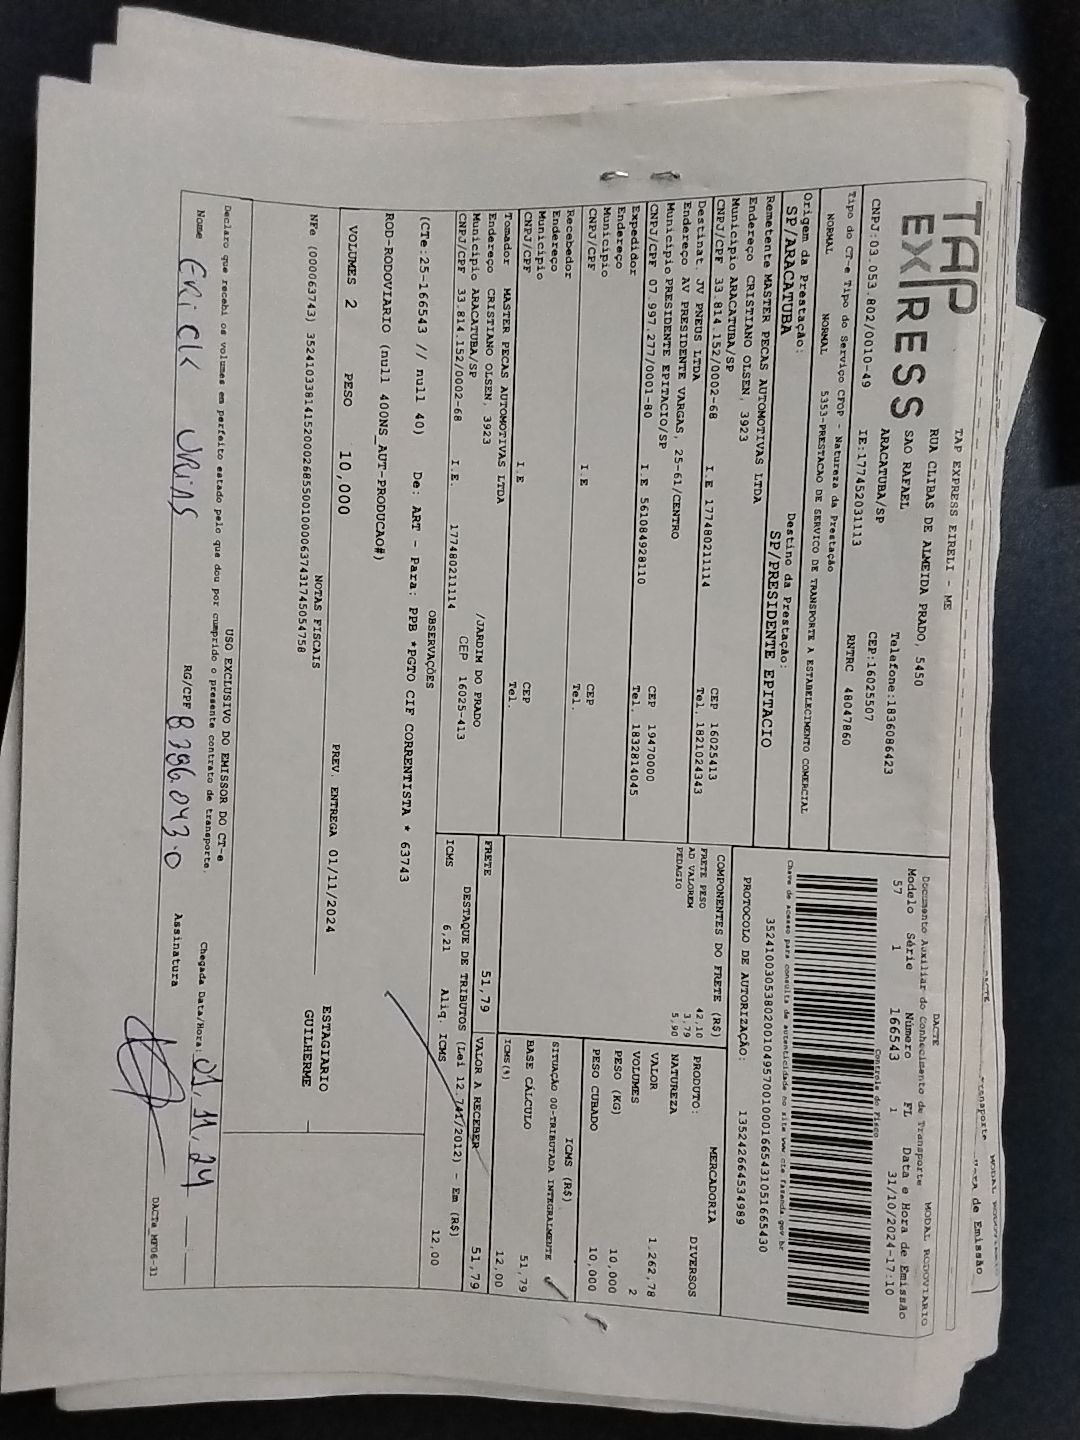 TAP
EXPRESS
TAP EXPRESS EIRELI - ME
RUA CLIBAS DE ALMEIDA PRADO, 5450
SAO RAFAEL
Telefone:1836086423
ARACATUBA/SP
CEP:16025507
CNPJ:03.053.802/0010-49
IE:177452031113
RNTRC 48047860
DACTE
MODAL RODOVIARIO
Documento Auxiliar do Conhecimento de Transporte
Modelo Série Número FL Data e Hora de Emissão
57 1 166543 1 31/10/2024-17:10
Controle do Fisco
Chave de acesso para consulta de autenticidade no site www.cte.fazenda.gov.br
35241003053802001049570010001665431051665430
PROTOCOLO DE AUTORIZAÇÃO: 135242664534989
Tipo do CT-e Tipo do Serviço CFOP - Natureza da Prestação
NORMAL NORMAL 5353-PRESTACAO DE SERVICO DE TRANSPORTE A ESTABELECIMENTO COMERCIAL
Origem da Prestação: Destino da Prestação:
SP/ARACATUBA SP/PRESIDENTE EPITACIO
Remetente MASTER PECAS AUTOMOTIVAS LTDA
Endereço CRISTIANO OLSEN, 3923
Município ARACATUBA/SP CEP 16025413
CNPJ/CPF 33.814.152/0002-68 I.E 177480211114 Tel. 1821024343
Destinat. JV PNEUS LTDA
Endereço AV PRESIDENTE VARGAS, 25-61/CENTRO
Município PRESIDENTE EPITACIO/SP CEP 19470000
CNPJ/CPF 07.997.277/0001-80 I.E 561084928110 Tel. 1832814045
Expedidor
Endereço
Município CEP
CNPJ/CPF I.E Tel.
Recebedor
Endereço
Município CEP
CNPJ/CPF I.E Tel.
Tomador MASTER PECAS AUTOMOTIVAS LTDA
Endereço CRISTIANO OLSEN, 3923 /JARDIM DO PRADO
Município ARACATUBA/SP CEP 16025-413
CNPJ/CPF 33.814.152/0002-68 I.E. 177480211114
COMPONENTES DO FRETE (R$)
FRETE PESO 42,10
AD VALOREM 3,79
PEDAGIO 5,90
MERCADORIA
PRODUTO: DIVERSOS
NATUREZA
VALOR 1.262,78
VOLUMES 2
PESO (KG) 10,000
PESO CUBADO 10,000
ICMS (R$)
SITUAÇÃO 00-TRIBUTADA INTEGRALMENTE
BASE CÁLCULO 51,79
ICMS(%) 12,00
FRETE 51,79 VALOR A RECEBER 51,79
DESTAQUE DE TRIBUTOS (Lei 12.741/2012) - Em (R$)
ICMS 6,21 Aliq. ICMS 12,00
OBSERVAÇÕES
(CTe:25-166543 // null 40) De: ART - Para: PPB *PGTO CIF CORRENTISTA * 63743
ROD-RODOVIARIO (null 400NS_AUT-PRODUCAO#)
VOLUMES 2 PESO 10,000 PREV. ENTREGA 01/11/2024
ESTAGIARIO
GUILHERME
NOTAS FISCAIS
NFe (000063743) 35241033814152000268550010000637431745054758
USO EXCLUSIVO DO EMISSOR DO CT-e
Declaro que recebi os volumes em perfeito estado pelo que dou por cumprido o presente contrato de transporte.
Chegada Data/Hora: 01.11.24
Nome ERICK URIAS RG/CPF 8396.043.0 Assinatura
DACTe_MF06-31